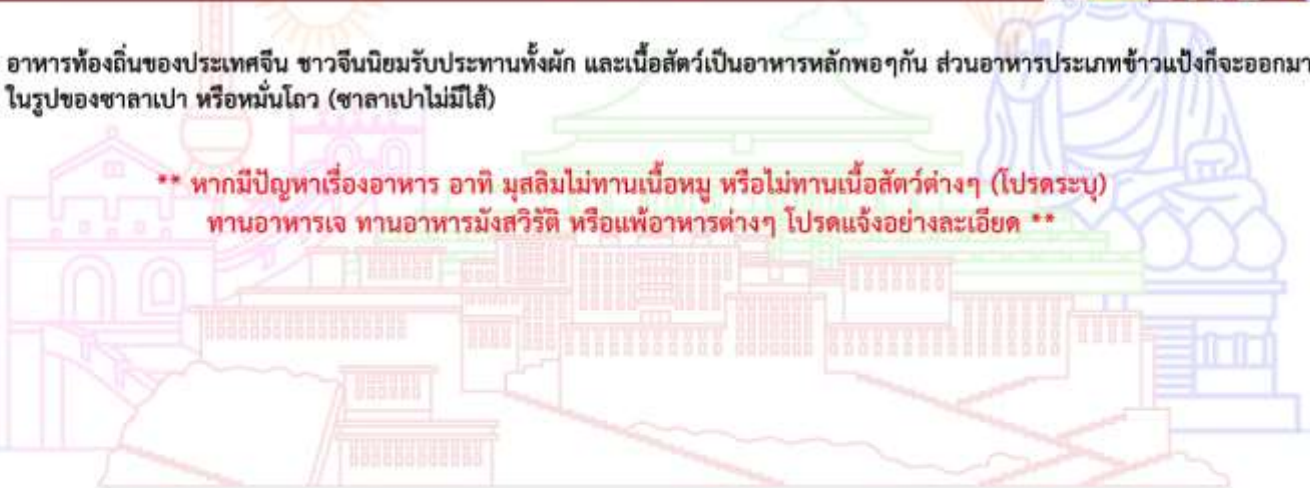 อาหารท้องถิ่นของประเทศจีน ชาวจีนนิยมรับประทานทั้งผัก และเนื้อสัตว์เป็นอาหารหลักพอๆกัน ส่วนอาหารประเภทข้าวแป้งก็จะออกมา
ในรูปของซาลาเปา หรือหมั่นโถว (ซาลาเปาไม่มีไส้)
** หากมีปัญหาเรื่องอาหาร อาทิ มุสลิมไม่ทานเนื้อหมู หรือไม่ทานเนื้อสัตว์ต่างๆ (โปรดระบุ)
ทานอาหารเจ ทานอาหารมังสวิรัติ หรือแพ้อาหารต่างๆ โปรดแจ้งอย่างละเอียด **